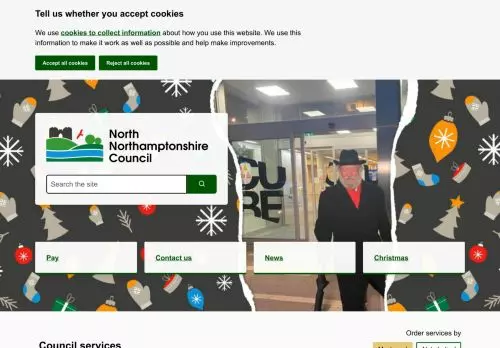 Tell us whether you accept cookies
We use cookies to collect information about how you use this website. We use
this information to make it work as well as possible and help make improvements.
Accept all cookies
Reject all cookies
North
Northamptonshire
Council
Search the site
CU
BE
Pay
Contact us
News
Christmas
Order services by
Council services